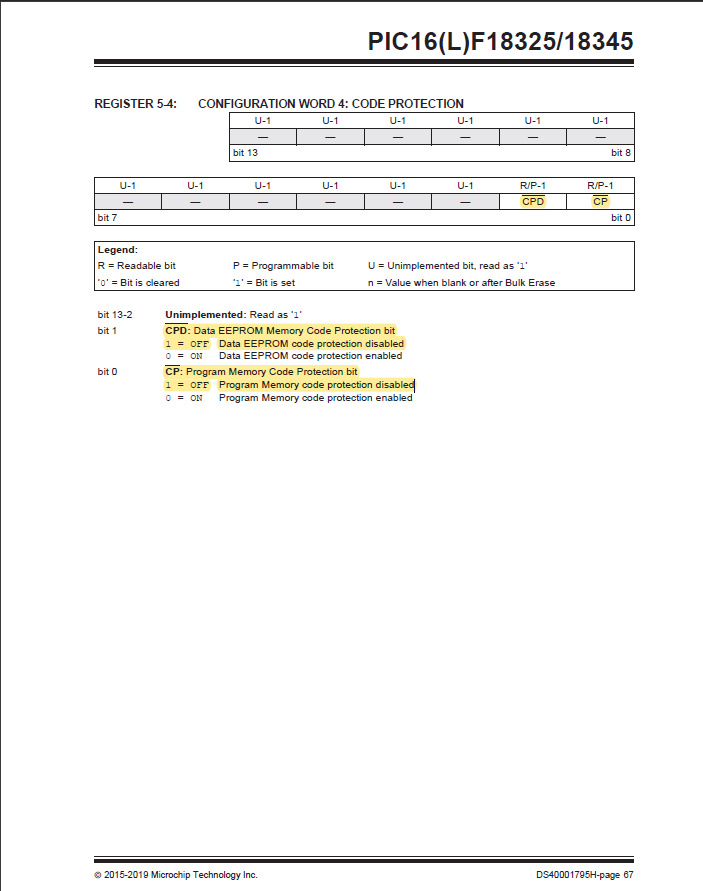 PIC16(L)F18325/18345
REGISTER 5-4: CONFIGURATION WORD 4: CODE PROTECTION
U-1 U-1 U-1 U-1 U-1 U-1
— — — — — —
bit 13 bit 8
U-1 U-1 U-1 U-1 U-1 U-1 R/P-1 R/P-1
— — — — — — CPD CP
bit 7 bit 0
Legend:
R = Readable bit P = Programmable bit U = Unimplemented bit, read as '1'
'0' = Bit is cleared '1' = Bit is set n = Value when blank or after Bulk Erase
bit 13-2 Unimplemented: Read as '1'
bit 1 CPD: Data EEPROM Memory Code Protection bit
1 = OFF Data EEPROM code protection disabled
0 = ON Data EEPROM code protection enabled
bit 0 CP: Program Memory Code Protection bit
1 = OFF Program Memory code protection disabled
0 = ON Program Memory code protection enabled
© 2015-2019 Microchip Technology Inc. DS40001795H-page 67